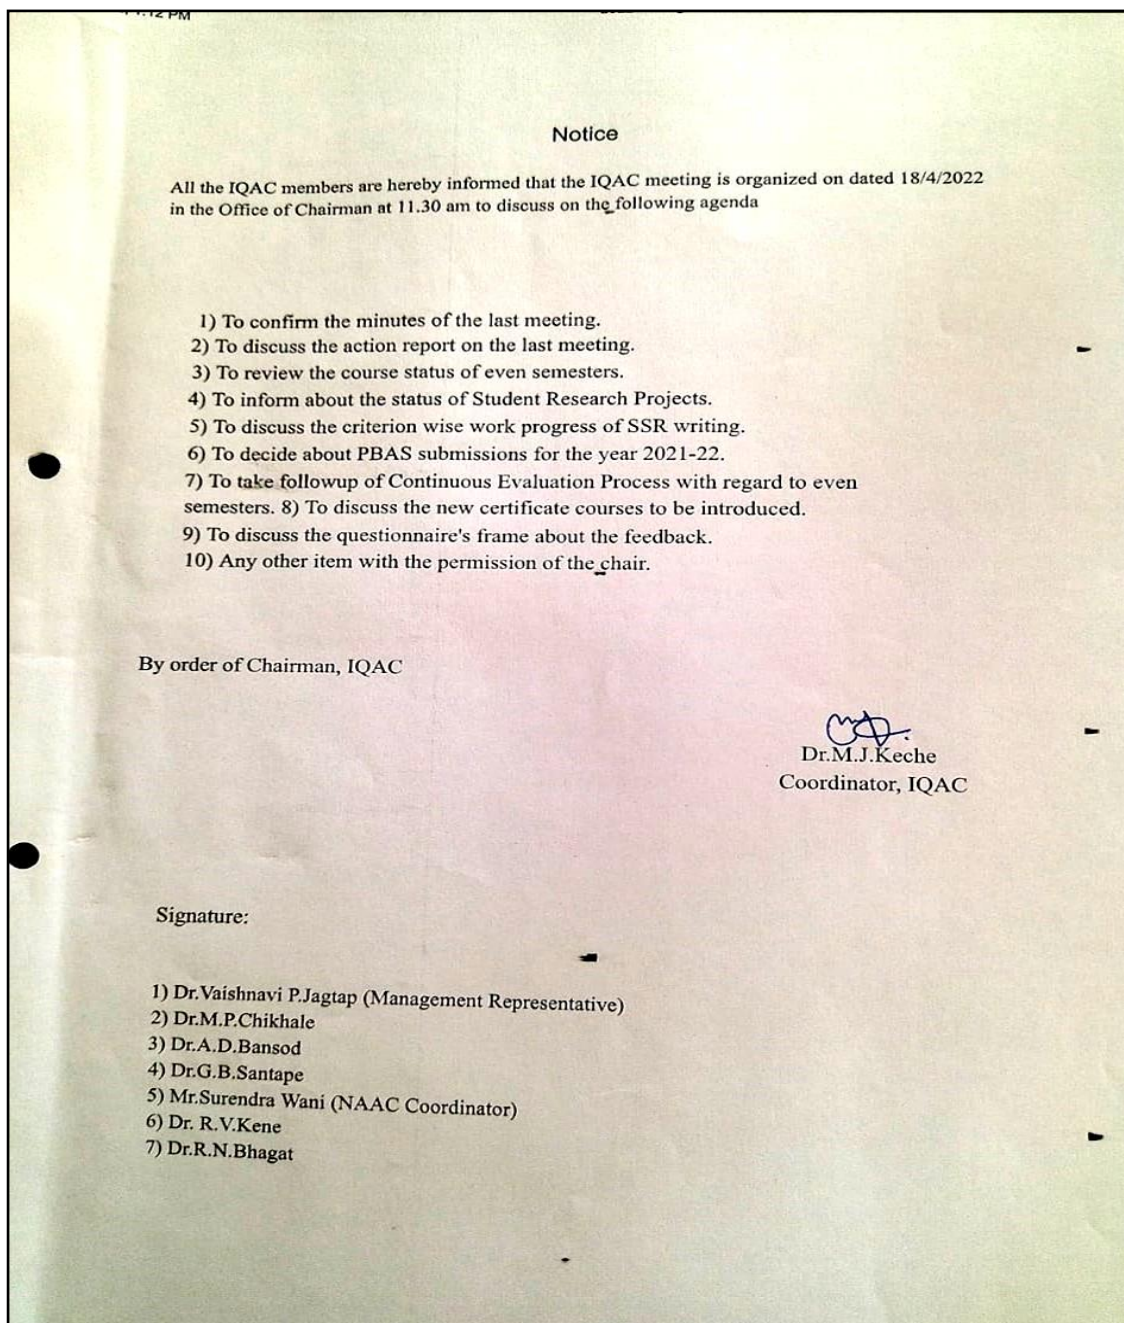 PM
Notice
All the IQAC members are hereby informed that the IQAC meeting is organized on dated 18/4/2022
in the Office of Chairman at 11.30 am to discuss on the following agenda
1) To confirm the minutes of the last meeting.
2) To discuss the action report on the last meeting.
3) To review the course status of even semesters.
4) To inform about the status of Student Research Projects.
5) To discuss the criterion wise work progress of SSR writing.
6) To decide about PBAS submissions for the year 2021-22.
7) To take followup of Continuous Evaluation Process with regard to even
semesters. 8) To discuss the new certificate courses to be introduced.
9) To discuss the questionnaire's frame about the feedback.
10) Any other item with the permission of the chair.
By order of Chairman, IQAC
Dr.M.J.Keche
Coordinator, IQAC
Signature:
1) Dr.Vaishnavi P.Jagtap (Management Representative)
2) Dr.M.P.Chikhale
3) Dr.A.D.Bansod
4) Dr.G.B.Santape
5) Mr.Surendra Wani (NAAC Coordinator)
6) Dr. R.V.Kene
7) Dr.R.N.Bhagat